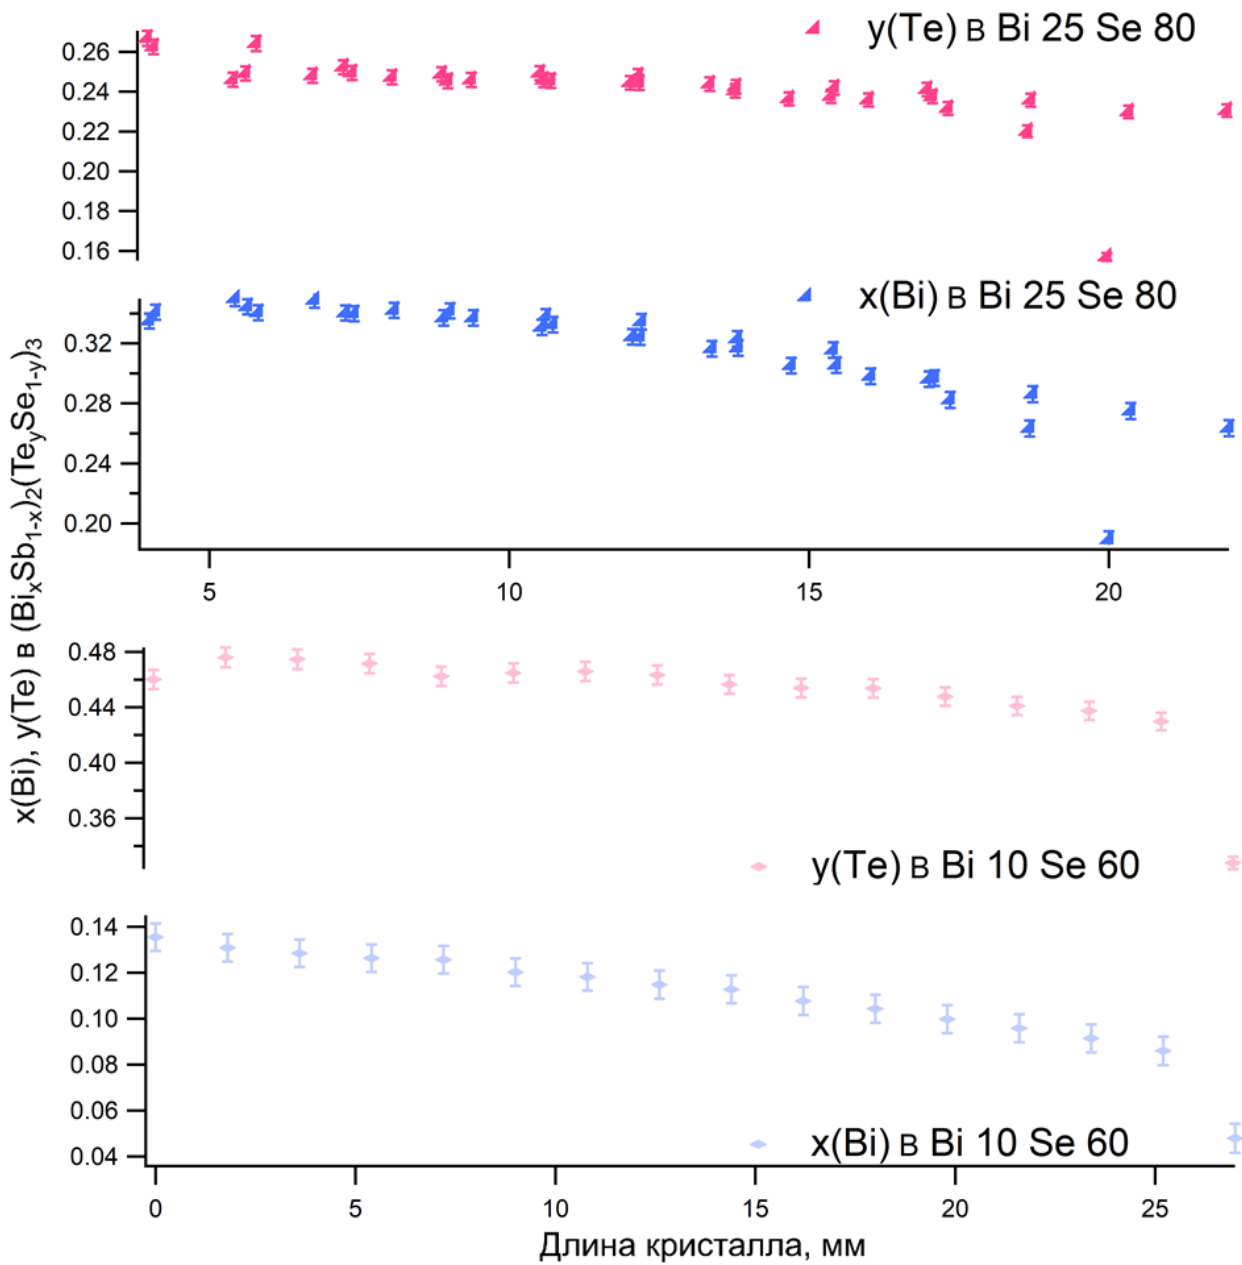 y(Te) в Bi 25 Se 80
0.26
0.24
0.22
0.20
0.18
0.16
x(Bi) в Bi 25 Se 80
0.32
0.28
0.24
0.20
5 10 15 20
x(Bi), y(Te) в (BiₓSb₁₋ₓ)₂(TeᵧSe₁₋ᵧ)₃
0.48
0.44
0.40
0.36
y(Te) в Bi 10 Se 60
0.14
0.12
0.10
0.08
0.06
0.04
x(Bi) в Bi 10 Se 60
0 5 10 15 20 25
Длина кристалла, мм